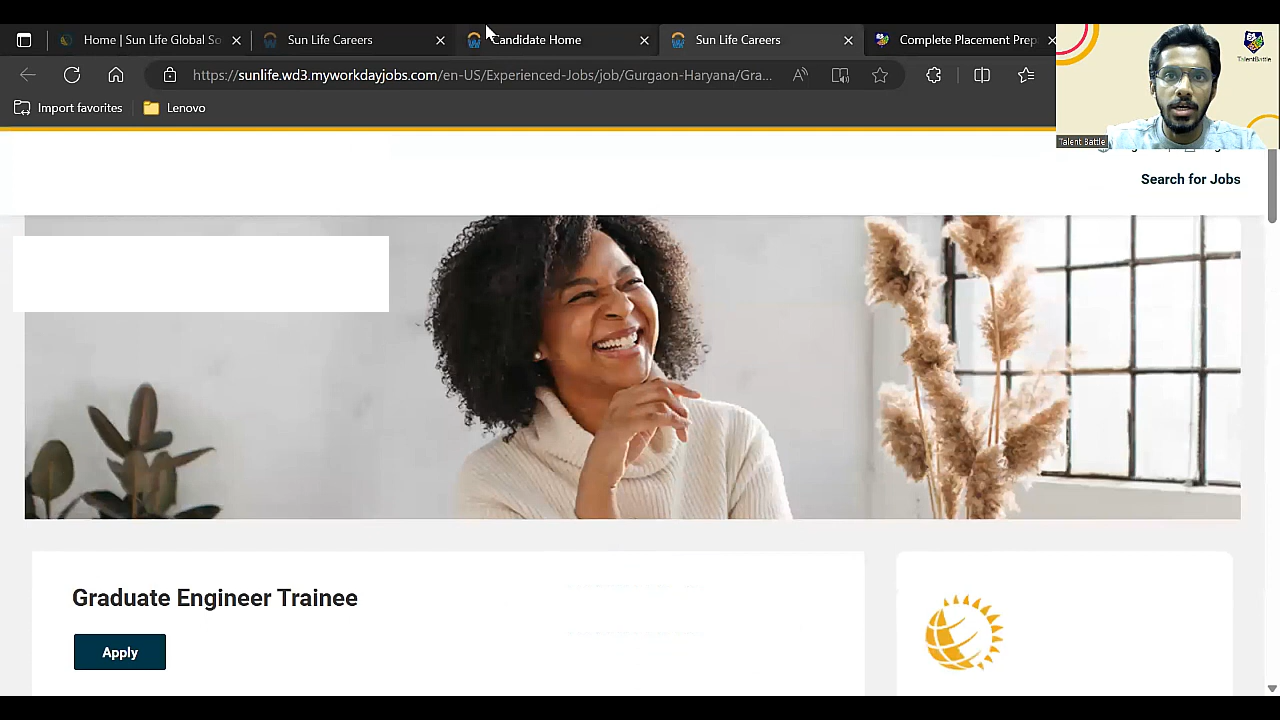 Home | Sun Life Global So
Sun Life Careers
Candidate Home
Sun Life Careers
Complete Placement Prep
https://sunlife.wd3.myworkdayjobs.com/en-US/Experienced-Jobs/job/Gurgaon-Haryana/Gra...
Import favorites
Lenovo
TalentBattle
Talent Battle
Search for Jobs
Graduate Engineer Trainee
Apply